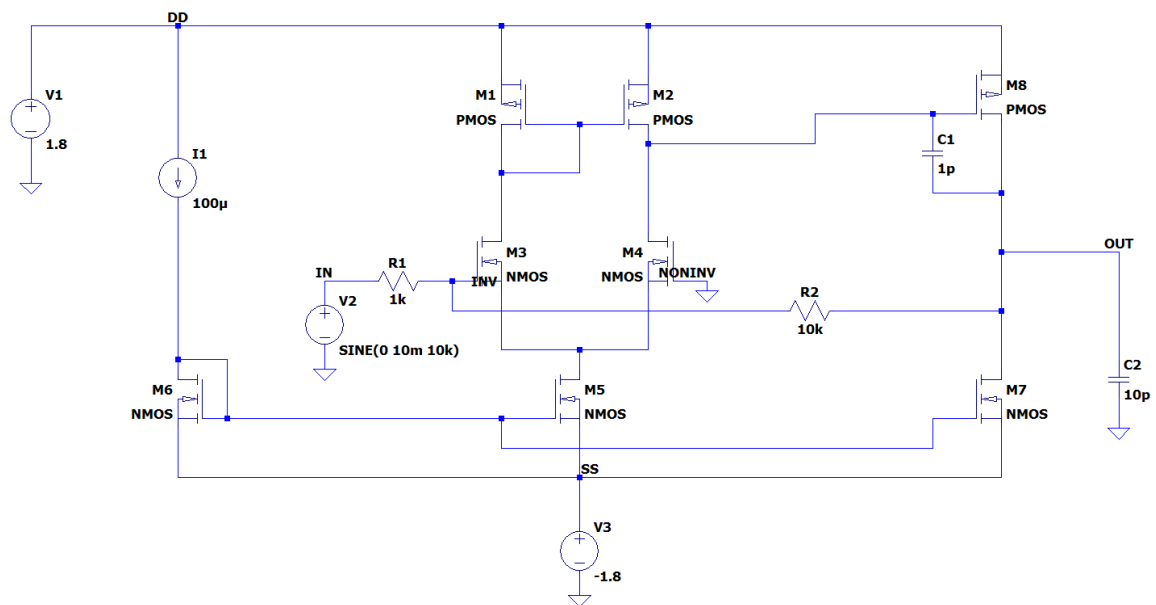 DD
V1
1.8
I1
100µ
M1
PMOS
M2
PMOS
M8
PMOS
C1
1p
M3
NMOS
INV
M4
NMOS
NONINV
IN
R1
1k
V2
SINE(0 10m 10k)
R2
10k
OUT
C2
10p
M6
NMOS
M5
NMOS
M7
NMOS
SS
V3
-1.8